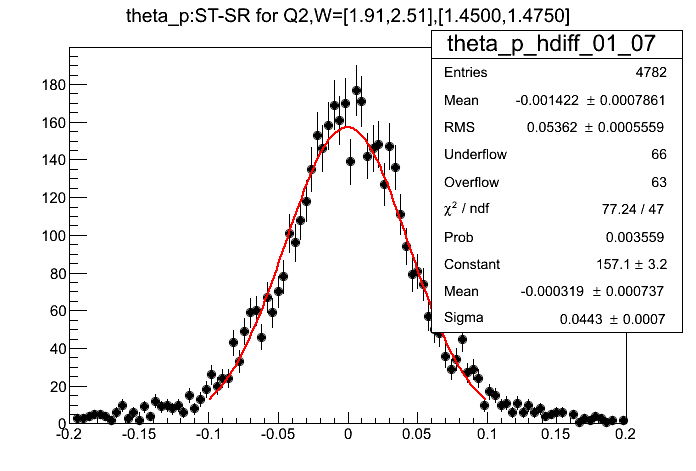 theta_p:ST-SR for Q2,W=[1.91,2.51],[1.4500,1.4750]
theta_p_hdiff_01_07
Entries 4782
Mean -0.001422 ± 0.0007861
RMS 0.05362 ± 0.0005559
Underflow 66
Overflow 63
χ² / ndf 77.24 / 47
Prob 0.003559
Constant 157.1 ± 3.2
Mean -0.000319 ± 0.000737
Sigma 0.0443 ± 0.0007
180
160
140
120
100
80
60
40
20
0
-0.2 -0.15 -0.1 -0.05 0 0.05 0.1 0.15 0.2